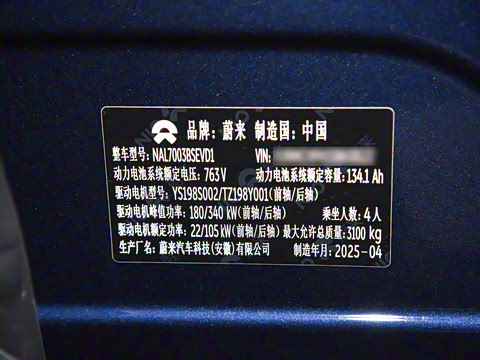 品牌：蔚来 制造国：中国
整车型号：NAL7003BSEVD1 VIN:
动力电池系统额定电压：763V 动力电池系统额定容量：134.1 Ah
驱动电机型号：YS198S002/TZ198Y001(前轴/后轴)
驱动电机峰值功率：180/340 kW(前轴/后轴) 乘坐人数：4人
驱动电机额定功率：22/105 kW(前轴/后轴) 最大允许总质量：3100 kg
生产厂名：蔚来汽车科技(安徽)有限公司 制造年月：2025-04